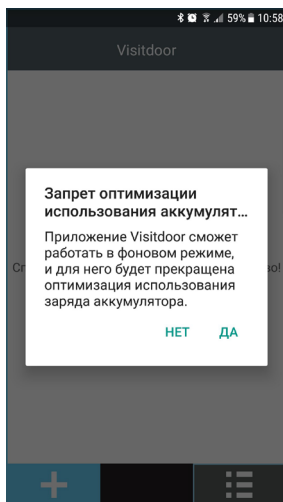 59% 10:58
Visitdoor
Запрет оптимизации
использования аккумулят...
Приложение Visitdoor сможет
работать в фоновом режиме,
и для него будет прекращена
оптимизация использования
заряда аккумулятора.
НЕТ ДА